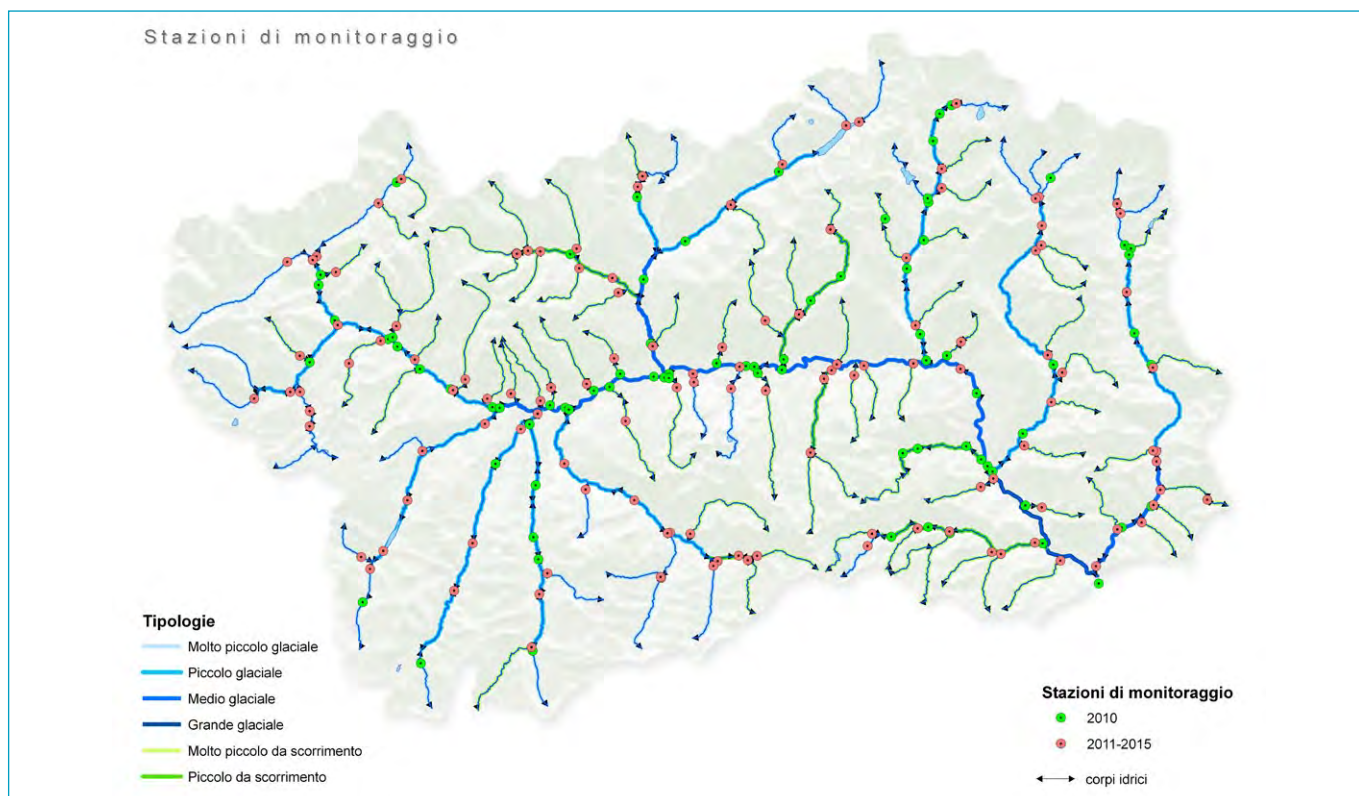 Stazioni di monitoraggio
Tipologie
Molto piccolo glaciale
Piccolo glaciale
Medio glaciale
Grande glaciale
Molto piccolo da scorrimento
Piccolo da scorrimento
Stazioni di monitoraggio
2010
2011-2015
corpi idrici